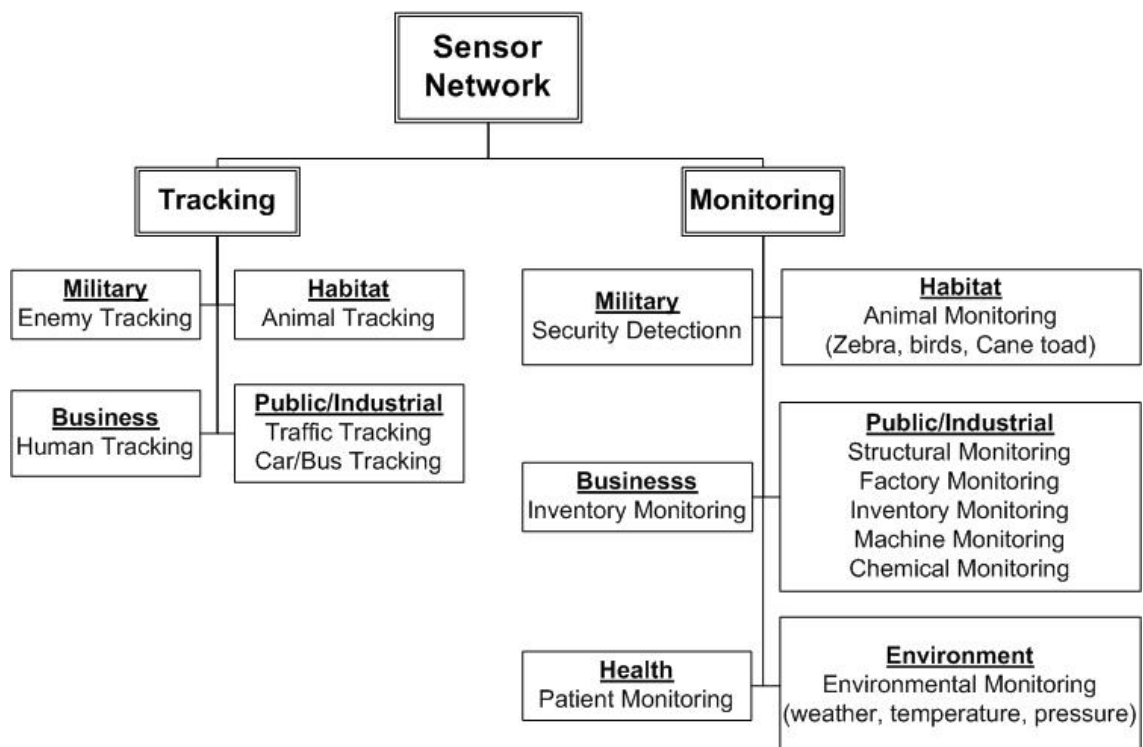 Sensor
Network
Tracking
Monitoring
Military
Enemy Tracking
Habitat
Animal Tracking
Business
Human Tracking
Public/Industrial
Traffic Tracking
Car/Bus Tracking
Military
Security Detectionn
Habitat
Animal Monitoring
(Zebra, birds, Cane toad)
Businesss
Inventory Monitoring
Public/Industrial
Structural Monitoring
Factory Monitoring
Inventory Monitoring
Machine Monitoring
Chemical Monitoring
Health
Patient Monitoring
Environment
Environmental Monitoring
(weather, temperature, pressure)